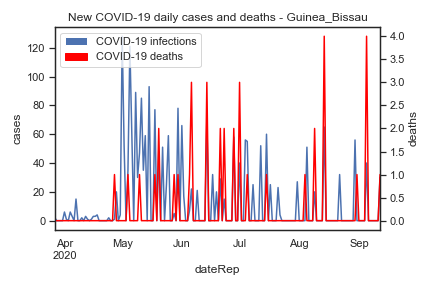 New COVID-19 daily cases and deaths - Guinea_Bissau
COVID-19 infections
COVID-19 deaths
120
100
80
60
40
20
0
cases
4.0
3.5
3.0
2.5
2.0
1.5
1.0
0.5
0.0
deaths
Apr May Jun Jul Aug Sep
2020
dateRep